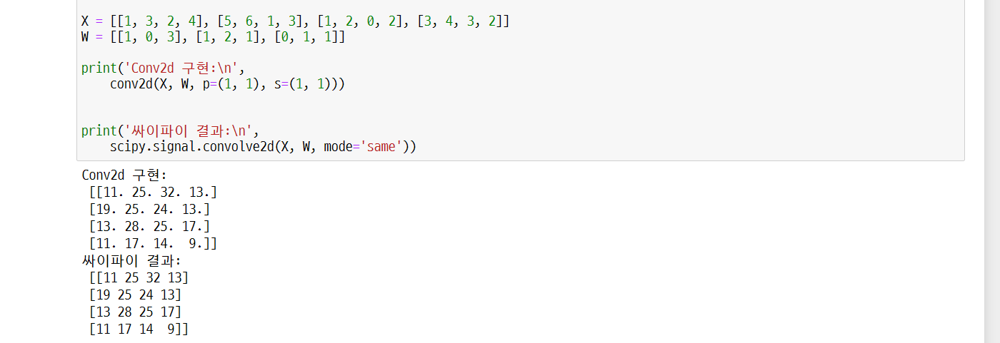 X = [[1, 3, 2, 4], [5, 6, 1, 3], [1, 2, 0, 2], [3, 4, 3, 2]]
W = [[1, 0, 3], [1, 2, 1], [0, 1, 1]]
print('Conv2d 구현:\n',
conv2d(X, W, p=(1, 1), s=(1, 1)))
print('싸이파이 결과:\n',
scipy.signal.convolve2d(X, W, mode='same'))
Conv2d 구현:
[[11. 25. 32. 13.]
[19. 25. 24. 13.]
[13. 28. 25. 17.]
[11. 17. 14.  9.]]
싸이파이 결과:
[[11 25 32 13]
[19 25 24 13]
[13 28 25 17]
[11 17 14  9]]